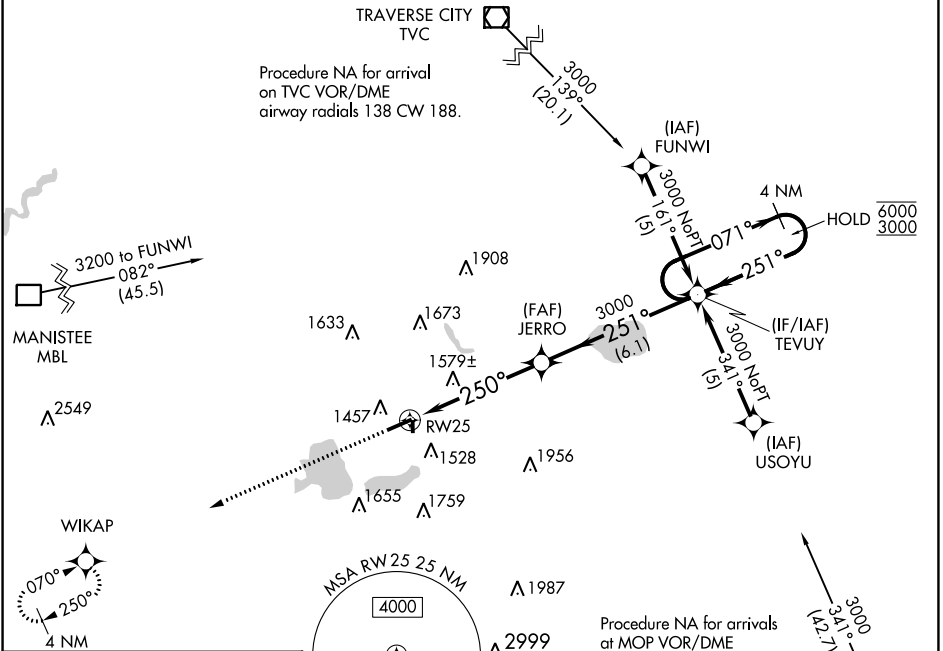 TRAVERSE CITY
TVC
Procedure NA for arrival
on TVC VOR/DME
airway radials 138 CW 188.
3000
139°
(20.1)
(IAF)
FUNWI
3000 NoPT
161°
(5)
4 NM
HOLD 6000
3000
071°
251°
3200 to FUNWI
082°
(45.5)
MANISTEE
MBL
1908
1673
1633
1579±
(FAF)
JERRO
3000
251°
(6.1)
(IF/IAF)
TEVUY
3000 NoPT
341°
(5)
(IAF)
USOYU
2549
250°
1457
RW25
1528
1956
1655
1759
WIKAP
070°
250°
4 NM
MSA RW25 25 NM
4000
1987
2999
Procedure NA for arrivals
at MOP VOR/DME
3000
341°
(42.7)